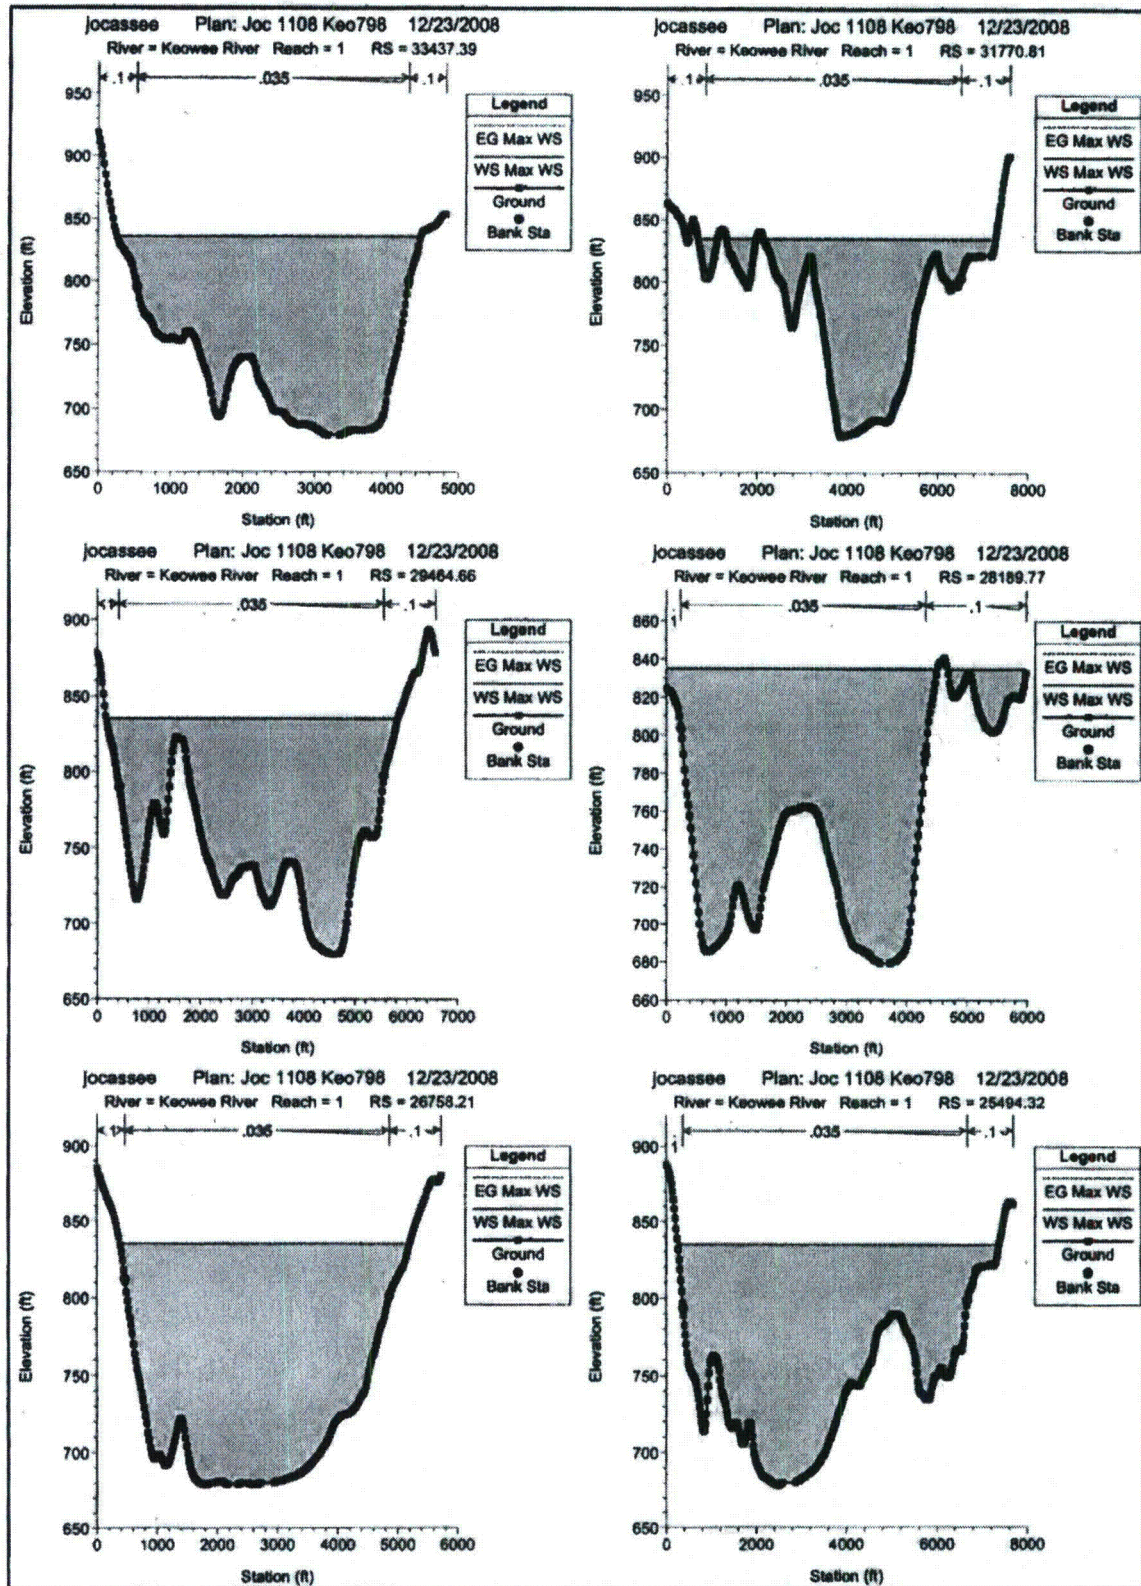 jocassee Plan: Joc 1108 Keo798 12/23/2008
River = Keowee River Reach = 1 RS = 33437.39
.1 .035 .1
Legend
EG Max WS
WS Max WS
Ground
Bank Sta
Elevation (ft)
950
900
850
800
750
700
650
0 1000 2000 3000 4000 5000
Station (ft)
jocassee Plan: Joc 1108 Keo798 12/23/2008
River = Keowee River Reach = 1 RS = 31770.81
.1 .035 .1
Legend
EG Max WS
WS Max WS
Ground
Bank Sta
Elevation (ft)
950
900
850
800
750
700
650
0 2000 4000 6000 8000
Station (ft)
jocassee Plan: Joc 1108 Keo798 12/23/2008
River = Keowee River Reach = 1 RS = 29464.66
.1 .035 .1
Legend
EG Max WS
WS Max WS
Ground
Bank Sta
Elevation (ft)
900
850
800
750
700
650
0 1000 2000 3000 4000 5000 6000 7000
Station (ft)
jocassee Plan: Joc 1108 Keo798 12/23/2008
River = Keowee River Reach = 1 RS = 28189.77
.1 .035 .1
Legend
EG Max WS
WS Max WS
Ground
Bank Sta
Elevation (ft)
860
840
820
800
780
760
740
720
700
680
660
0 1000 2000 3000 4000 5000 6000
Station (ft)
jocassee Plan: Joc 1108 Keo798 12/23/2008
River = Keowee River Reach = 1 RS = 26758.21
.1 .035 .1
Legend
EG Max WS
WS Max WS
Ground
Bank Sta
Elevation (ft)
900
850
800
750
700
650
0 1000 2000 3000 4000 5000 6000
Station (ft)
jocassee Plan: Joc 1108 Keo798 12/23/2008
River = Keowee River Reach = 1 RS = 25494.32
.1 .035 .1
Legend
EG Max WS
WS Max WS
Ground
Bank Sta
Elevation (ft)
900
850
800
750
700
650
0 2000 4000 6000 8000
Station (ft)